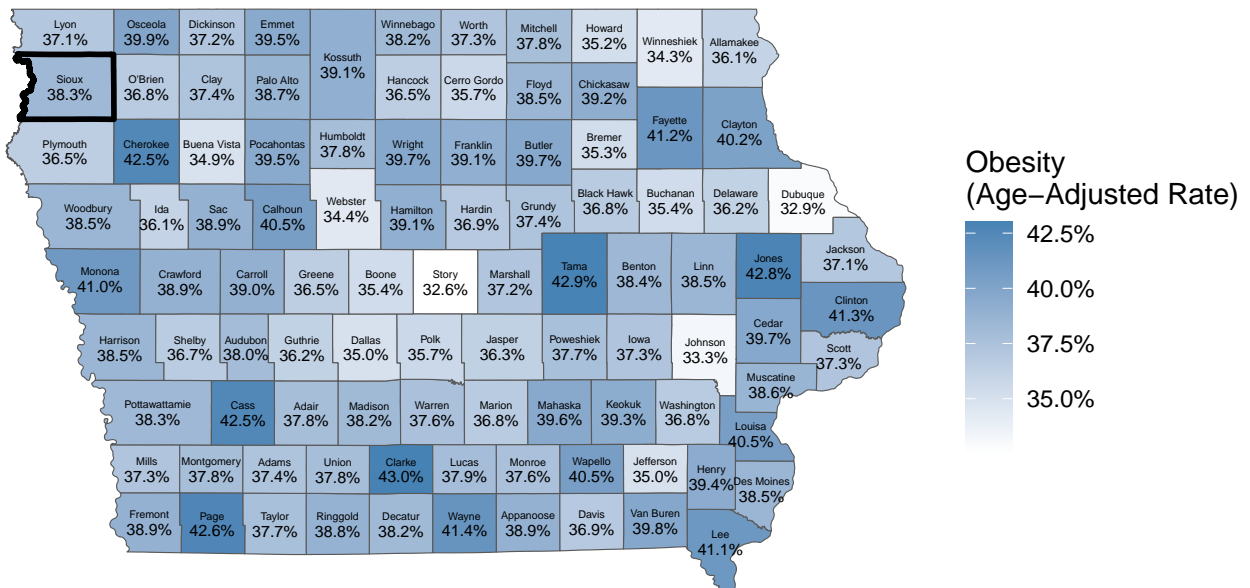 Lyon
37.1%
Osceola
39.9%
Dickinson
37.2%
Emmet
39.5%
Kossuth
39.1%
Winnebago
38.2%
Worth
37.3%
Mitchell
37.8%
Howard
35.2%
Winneshiek
34.3%
Allamakee
36.1%
Sioux
38.3%
O'Brien
36.8%
Clay
37.4%
Palo Alto
38.7%
Hancock
36.5%
Cerro Gordo
35.7%
Floyd
38.5%
Chickasaw
39.2%
Fayette
41.2%
Clayton
40.2%
Plymouth
36.5%
Cherokee
42.5%
Buena Vista
34.9%
Pocahontas
39.5%
Humboldt
37.8%
Wright
39.7%
Franklin
39.1%
Butler
39.7%
Bremer
35.3%
Woodbury
38.5%
Ida
36.1%
Sac
38.9%
Calhoun
40.5%
Webster
34.4%
Hamilton
39.1%
Hardin
36.9%
Grundy
37.4%
Black Hawk
36.8%
Buchanan
35.4%
Delaware
36.2%
Dubuque
32.9%
Monona
41.0%
Crawford
38.9%
Carroll
39.0%
Greene
36.5%
Boone
35.4%
Story
32.6%
Marshall
37.2%
Tama
42.9%
Benton
38.4%
Linn
38.5%
Jones
42.8%
Jackson
37.1%
Clinton
41.3%
Harrison
38.5%
Shelby
36.7%
Audubon
38.0%
Guthrie
36.2%
Dallas
35.0%
Polk
35.7%
Jasper
36.3%
Poweshiek
37.7%
Iowa
37.3%
Johnson
33.3%
Cedar
39.7%
Scott
37.3%
Muscatine
38.6%
Pottawattamie
38.3%
Cass
42.5%
Adair
37.8%
Madison
38.2%
Warren
37.6%
Marion
36.8%
Mahaska
39.6%
Keokuk
39.3%
Washington
36.8%
Louisa
40.5%
Mills
37.3%
Montgomery
37.8%
Adams
37.4%
Union
37.8%
Clarke
43.0%
Lucas
37.9%
Monroe
37.6%
Wapello
40.5%
Jefferson
35.0%
Henry
39.4%
Des Moines
38.5%
Fremont
38.9%
Page
42.6%
Taylor
37.7%
Ringgold
38.8%
Decatur
38.2%
Wayne
41.4%
Appanoose
38.9%
Davis
36.9%
Van Buren
39.8%
Lee
41.1%
Obesity
(Age−Adjusted Rate)
42.5%
40.0%
37.5%
35.0%